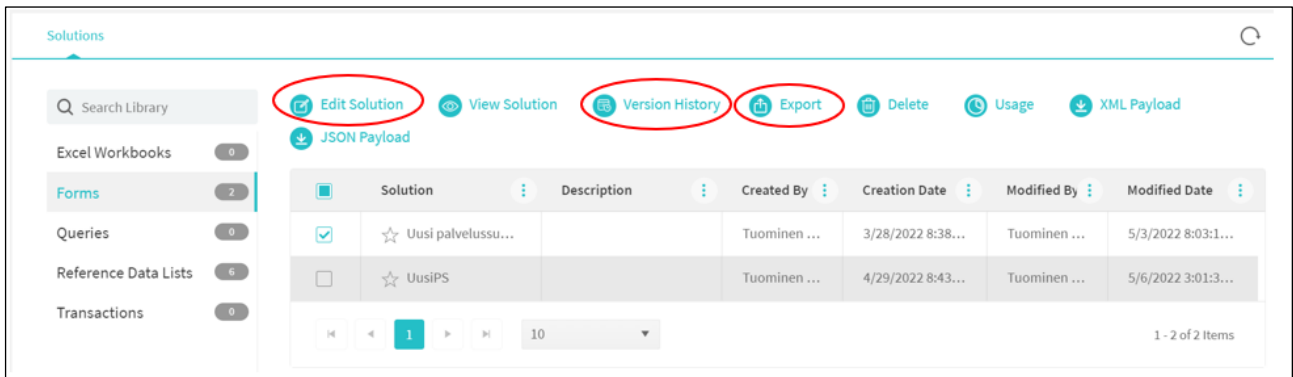 Solutions
Search Library
Edit Solution View Solution Version History Export Delete Usage XML Payload
JSON Payload
Excel Workbooks 0
Forms 2
Queries 0
Reference Data Lists 6
Transactions 0
Solution Description Created By Creation Date Modified By Modified Date
Uusi palvelussu... Tuominen ... 3/28/2022 8:38... Tuominen ... 5/3/2022 8:03:1...
UusiPS Tuominen ... 4/29/2022 8:43... Tuominen ... 5/6/2022 3:01:3...
1 10 1 - 2 of 2 Items